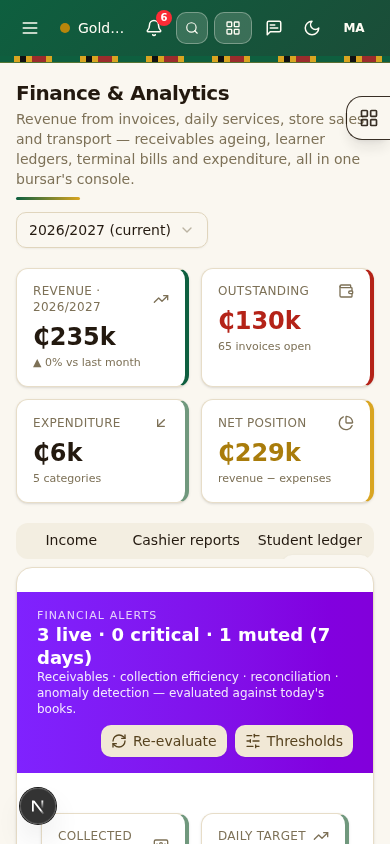 Gold...
6
MA
Finance & Analytics
Revenue from invoices, daily services, store sales
and transport — receivables ageing, learner
ledgers, terminal bills and expenditure, all in one
bursar's console.
2026/2027 (current)
REVENUE ·
2026/2027
₵235k
▲ 0% vs last month
OUTSTANDING
₵130k
65 invoices open
EXPENDITURE
₵6k
5 categories
NET POSITION
₵229k
revenue − expenses
Income
Cashier reports
Student ledger
FINANCIAL ALERTS
3 live · 0 critical · 1 muted (7
days)
Receivables · collection efficiency · reconciliation ·
anomaly detection — evaluated against today's
books.
Re-evaluate
Thresholds
N
COLLECTED
DAILY TARGET